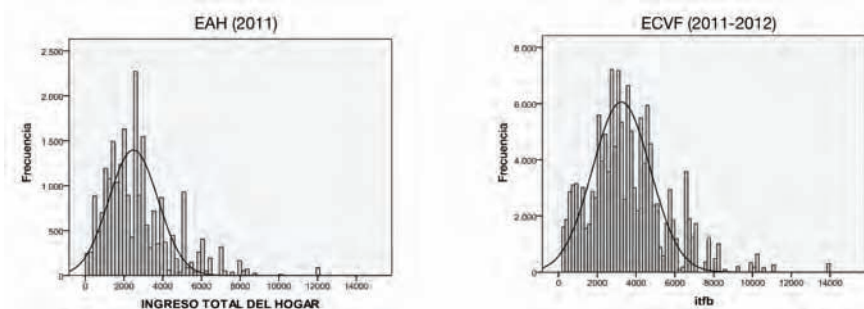 EAH (2011)
2.500
2.000
1.500
1.000
500
0
Frecuencia
0 2000 4000 6000 8000 10000 12000 14000
INGRESO TOTAL DEL HOGAR
ECVF (2011-2012)
8.000
6.000
4.000
2.000
0
Frecuencia
0 2000 4000 6000 8000 10000 12000 14000
itfb